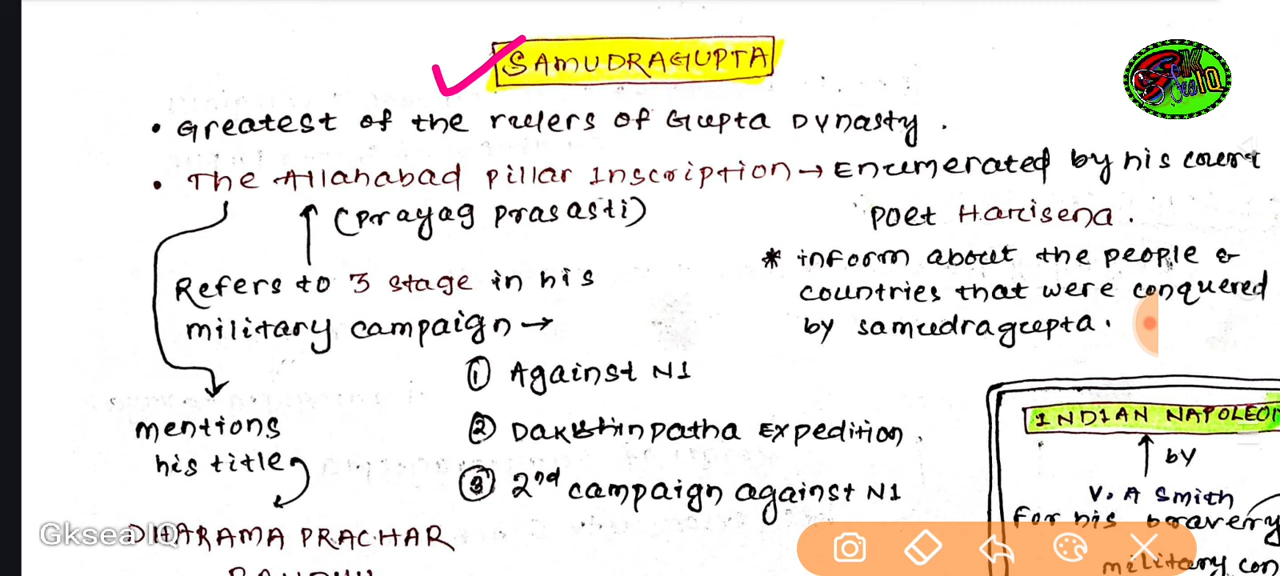 SAMUDRAGUPTA
• Greatest of the rulers of Gupta Dynasty.
• The Allahabad Pillar Inscription → Enumerated by his court
poet Harisena.
(Prayag Prasasti)
* inform about the people &
countries that were conquered
by samudragupta.
Refers to 3 stage in his
military campaign →
① Against NI
② Dakshinpatha Expedition.
③ 2nd campaign against NI
mentions
his title
DHARAMA PRACHAR
BANDHU
INDIAN NAPOLEON
by
V. A Smith
For his bravery
military con
Gksea IQ